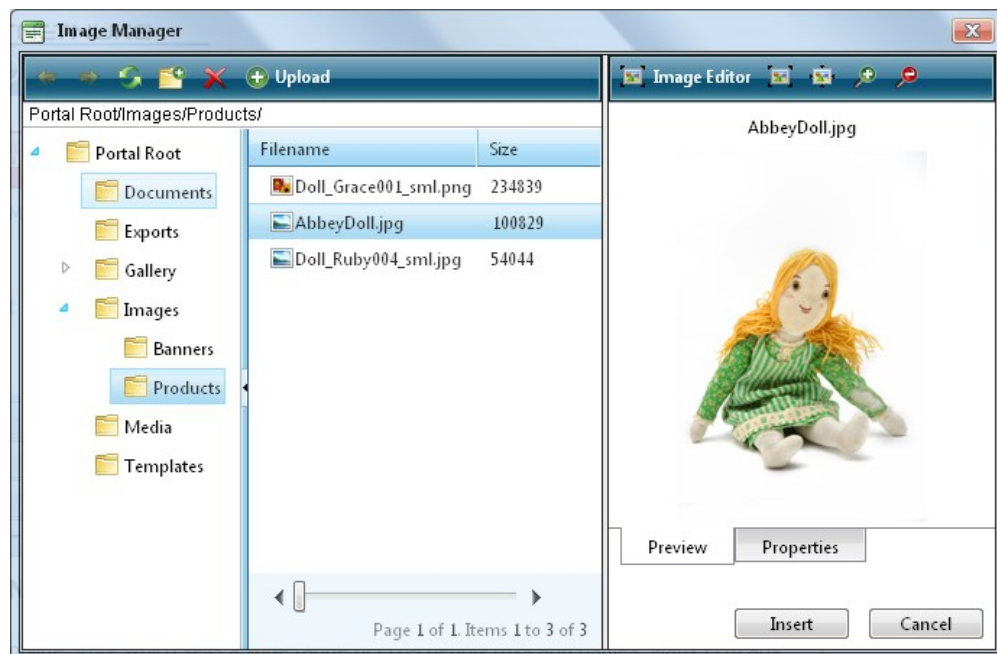 Image Manager
Upload
Image Editor
Portal Root/Images/Products/
Portal Root
Documents
Exports
Gallery
Images
Banners
Products
Media
Templates
Filename Size
Doll_Grace001_sml.png 234839
AbbeyDoll.jpg 100829
Doll_Ruby004_sml.jpg 54044
Page 1 of 1. Items 1 to 3 of 3
AbbeyDoll.jpg
Preview Properties
Insert Cancel